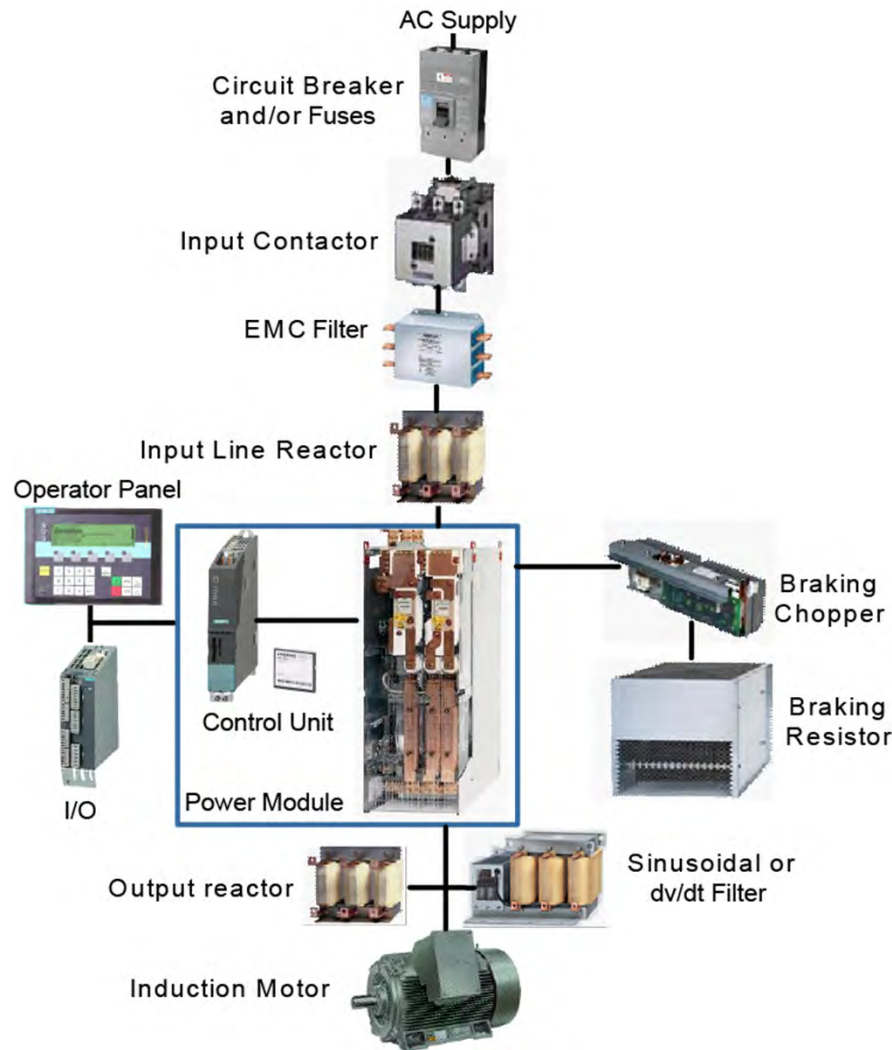 AC Supply
Circuit Breaker
and/or Fuses
Input Contactor
EMC Filter
Input Line Reactor
Operator Panel
Braking
Chopper
Control Unit
Braking
Resistor
I/O
Power Module
Output reactor
Sinusoidal or
dv/dt Filter
Induction Motor